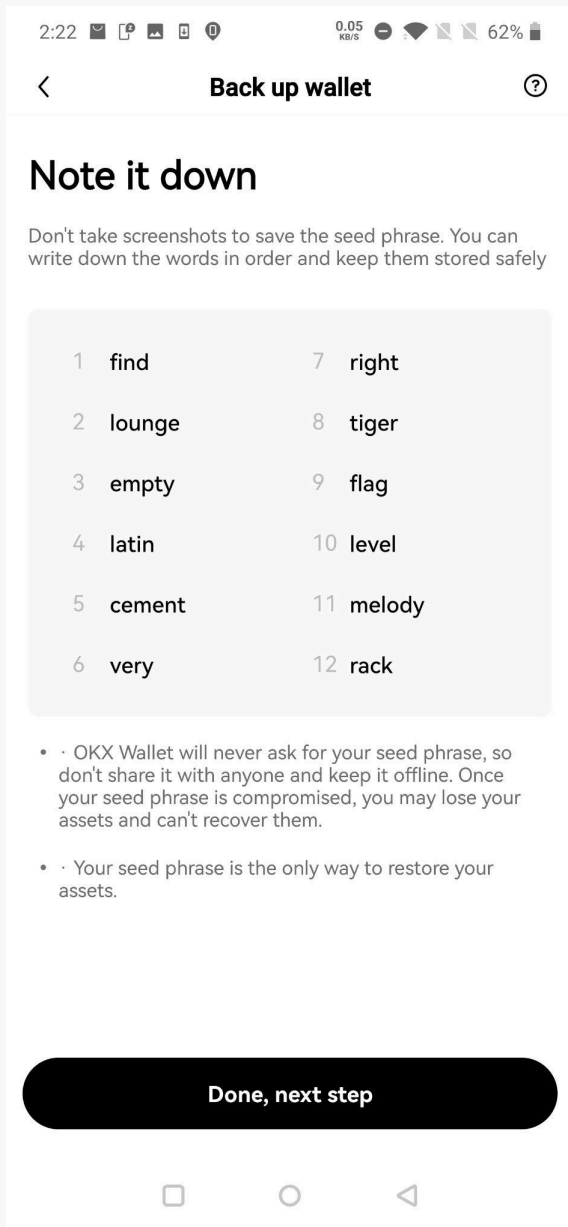 2:22
0.05
KB/S
62%
Back up wallet
Note it down
Don't take screenshots to save the seed phrase. You can
write down the words in order and keep them stored safely
1 find 7 right
2 lounge 8 tiger
3 empty 9 flag
4 latin 10 level
5 cement 11 melody
6 very 12 rack
• · OKX Wallet will never ask for your seed phrase, so
don't share it with anyone and keep it offline. Once
your seed phrase is compromised, you may lose your
assets and can't recover them.
• · Your seed phrase is the only way to restore your
assets.
Done, next step